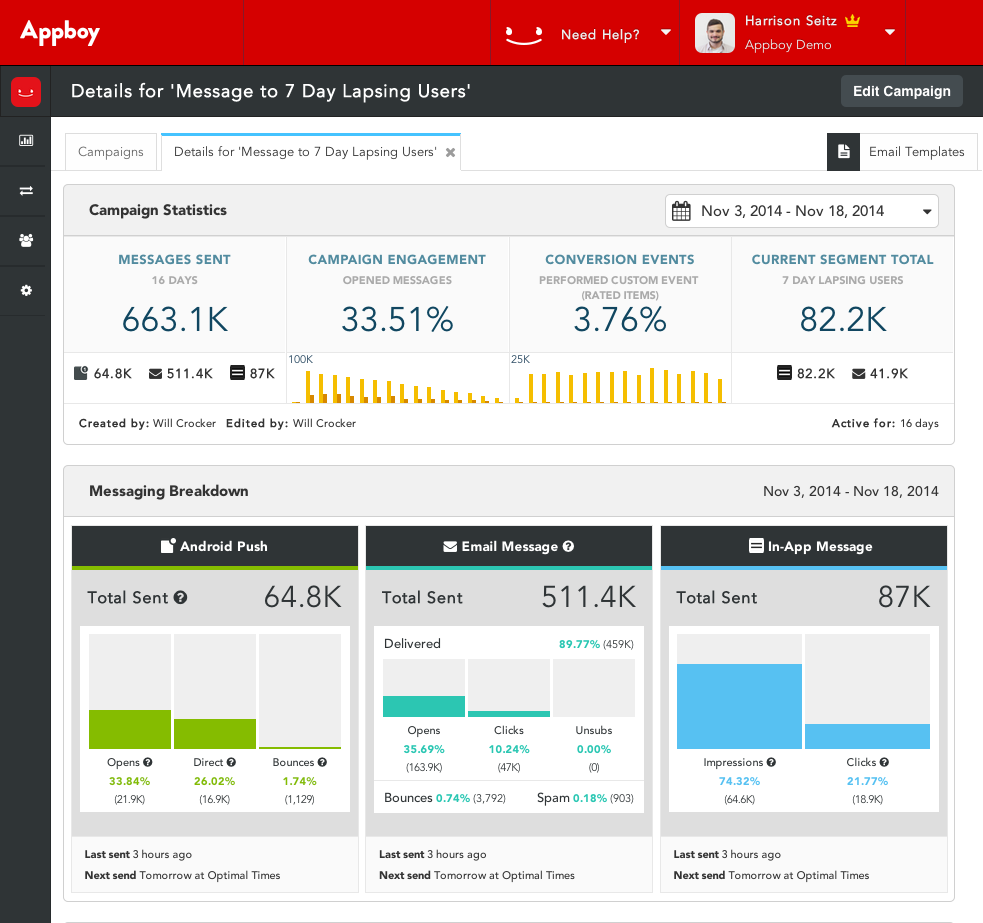 Appboy
Need Help?
Harrison Seitz
Appboy Demo
Details for 'Message to 7 Day Lapsing Users'
Edit Campaign
Campaigns
Details for 'Message to 7 Day Lapsing Users' ✖
Email Templates
Campaign Statistics
Nov 3, 2014 - Nov 18, 2014
MESSAGES SENT
16 DAYS
663.1K
CAMPAIGN ENGAGEMENT
OPENED MESSAGES
33.51%
CONVERSION EVENTS
PERFORMED CUSTOM EVENT
(RATED ITEMS)
3.76%
CURRENT SEGMENT TOTAL
7 DAY LAPSING USERS
82.2K
64.8K 511.4K 87K
100K
25K
82.2K 41.9K
Created by: Will Crocker Edited by: Will Crocker
Active for: 16 days
Messaging Breakdown
Nov 3, 2014 - Nov 18, 2014
Android Push
Total Sent ? 64.8K
Opens ? Direct ? Bounces ?
33.84% 26.02% 1.74%
(21.9K) (16.9K) (1,129)
Last sent 3 hours ago
Next send Tomorrow at Optimal Times
Email Message ?
Total Sent 511.4K
Delivered 89.77% (459K)
Opens Clicks Unsubs
35.69% 10.24% 0.00%
(163.9K) (47K) (0)
Bounces 0.74% (3,792) Spam 0.18% (903)
Last sent 3 hours ago
Next send Tomorrow at Optimal Times
In-App Message
Total Sent 87K
Impressions ? Clicks ?
74.32% 21.77%
(64.6K) (18.9K)
Last sent 3 hours ago
Next send Tomorrow at Optimal Times